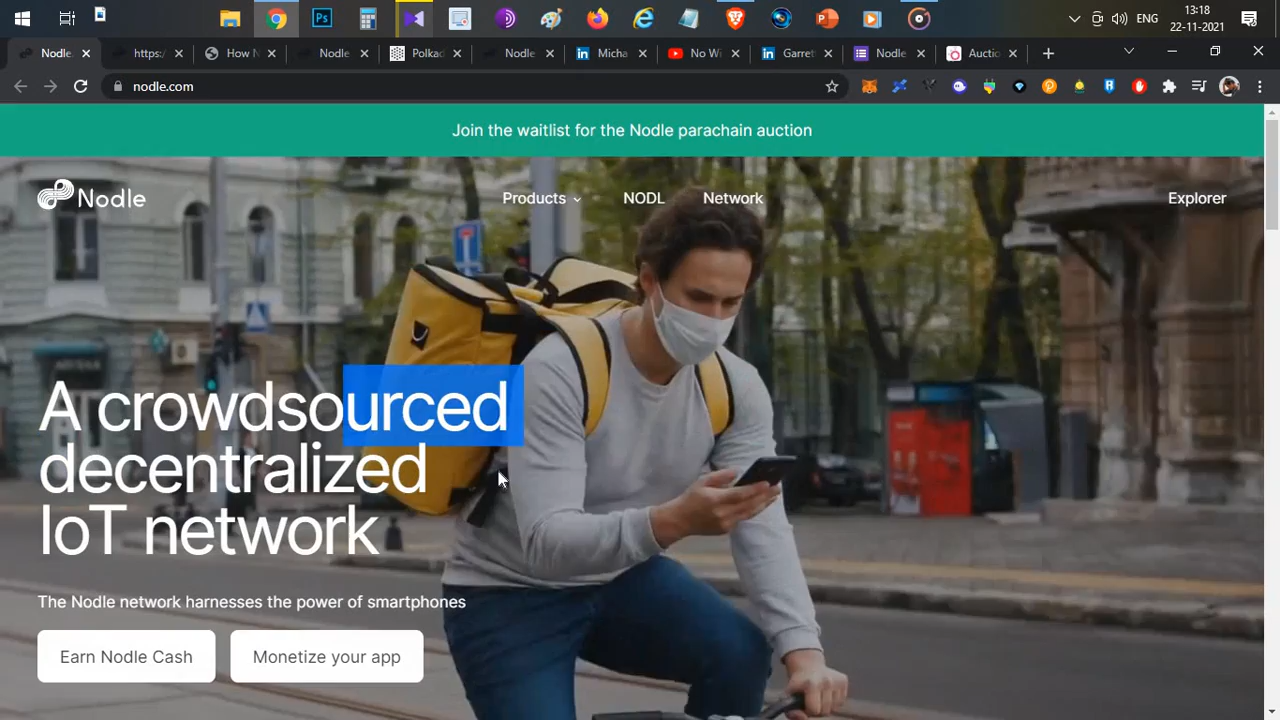 13:18
ENG
22-11-2021
Nodle.
https:/
How N
Nodle
Polkad
Nodle
Micha
No Wi
Garret
Nodle
Auctio
nodle.com
Join the waitlist for the Nodle parachain auction
Nodle
Products
NODL
Network
Explorer
A crowdsourced
decentralized
IoT network
The Nodle network harnesses the power of smartphones
Earn Nodle Cash
Monetize your app